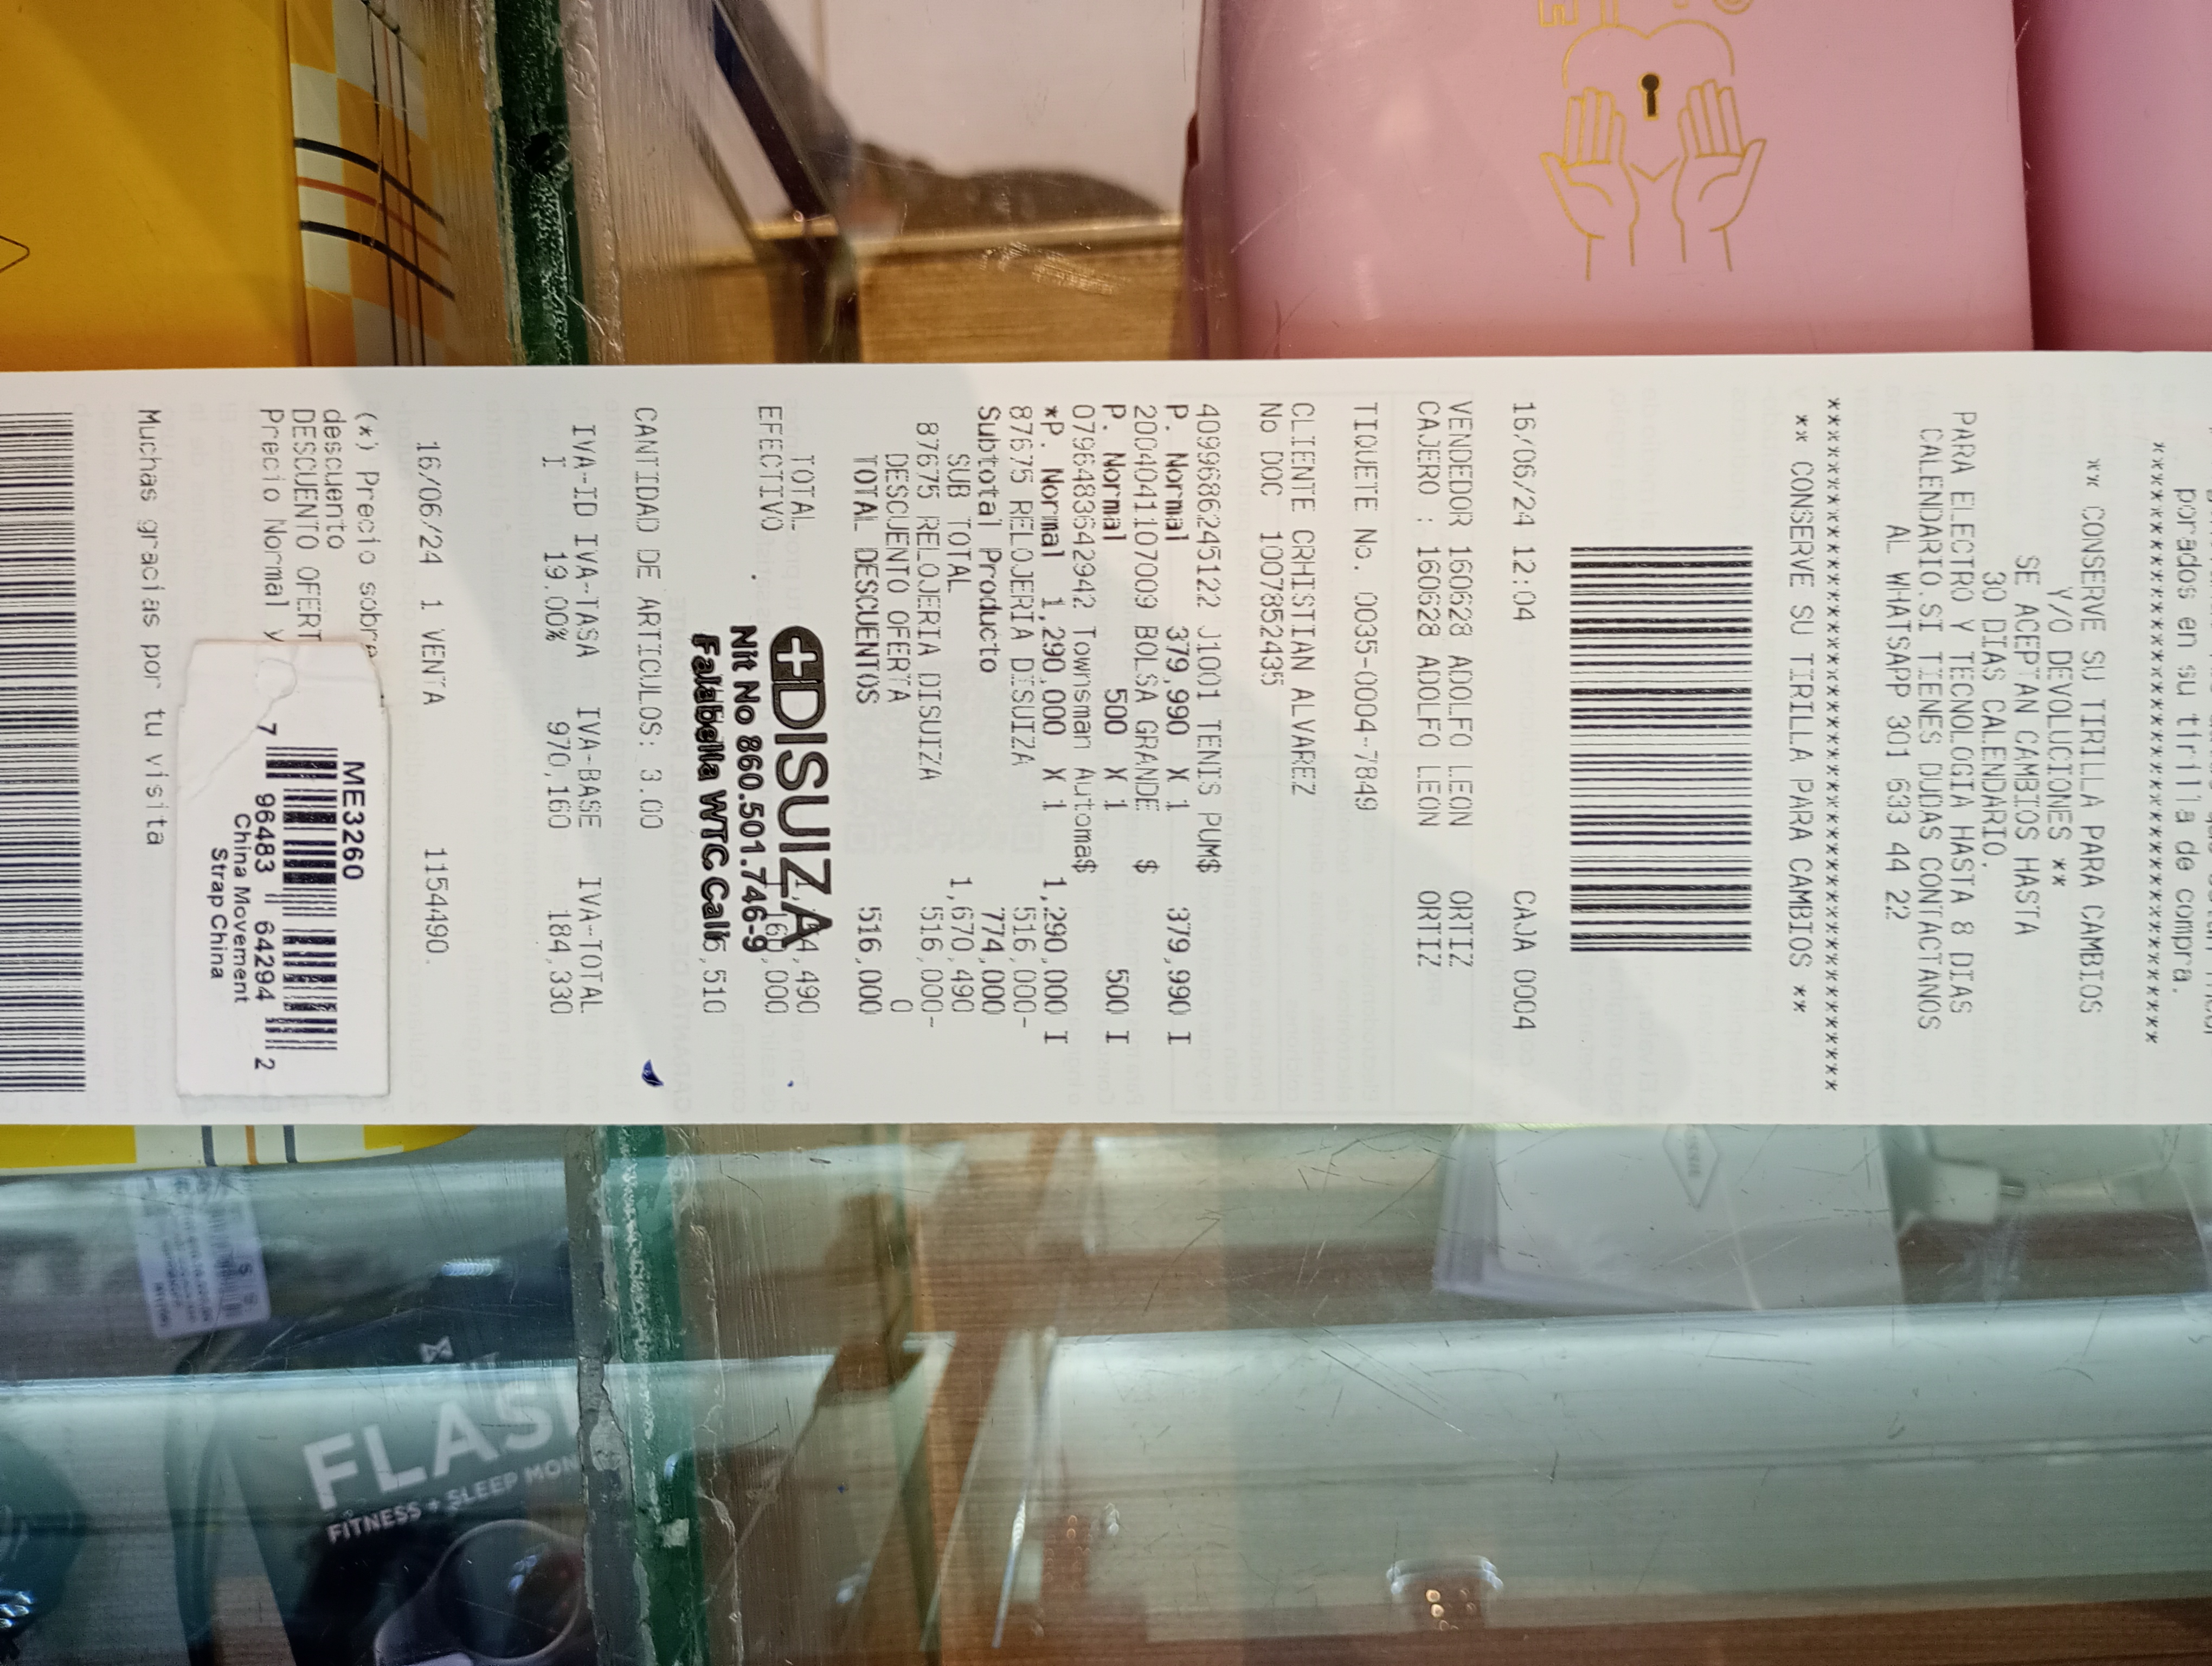 porados en su tirilla de compra.
** CONSERVE SU TIRILLA PARA CAMBIOS
Y/O DEVOLUCIONES **
SE ACEPTAN CAMBIOS HASTA
30 DIAS CALENDARIO.
PARA ELECTRO Y TECNOLOGIA HASTA 8 DIAS
CALENDARIO.SI TIENES DUDAS CONTACTANOS
AL WHATSAPP 301 633 44 22
** CONSERVE SU TIRILLA PARA CAMBIOS **
16/06/24 12:04 CAJA 0004
VENDEDOR 160628 ADOLFO LEON ORTIZ
CAJERO : 160628 ADOLFO LEON ORTIZ
TIQUETE No. 0035-0004-7849
CLIENTE CRHISTIAN ALVAREZ
No DOC 1007852435
4099686245122 J1001 TENIS PUM$
P. Normal 379,990 X 1 379,990 I
2004041107009 BOLSA GRANDE $
P. Normal 500 X 1 500 I
0796483642942 Townsman Automa$
*P. Normal 1,290,000 X 1 1,290,000 I
87675 RELOJERIA DISUIZA 516,000-
Subtotal Producto 774,000
SUB TOTAL 1,670,490
87675 RELOJERIA DISUIZA 516,000-
DESCUENTO OFERTA 0
TOTAL DESCUENTOS 516,000
TOTAL
EFECTIVO
DISUIZA
Nit No 860.501.746-9
Falabella WTC Cali
CANTIDAD DE ARTICULOS: 3.00
IVA-ID IVA-TASA IVA-BASE IVA-TOTAL
I 19.00% 970,160 184,330
16/06/24 1 VENTA 1154490.
(*) Precio sobre
descuento
DESCUENTO OFERT
Precio Normal y
ME3260
7 96483 64294 2
China Movement
Strap China
Muchas gracias por tu visita
FITNESS + SLEEP MON